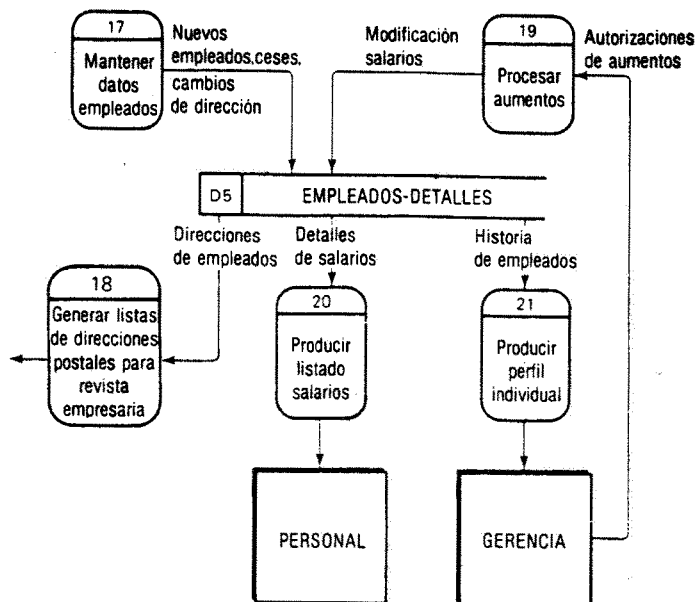 17
Mantener
datos
empleados
Nuevos
empleados,ceses,
cambios
de dirección
Modificación
salarios
19
Procesar
aumentos
Autorizaciones
de aumentos
D5
EMPLEADOS-DETALLES
Direcciones
de empleados
Detalles
de salarios
Historia
de empleados
18
Generar listas
de direcciones
postales para
revista
empresaria
20
Producir
listado
salarios
21
Producir
perfil
individual
PERSONAL
GERENCIA